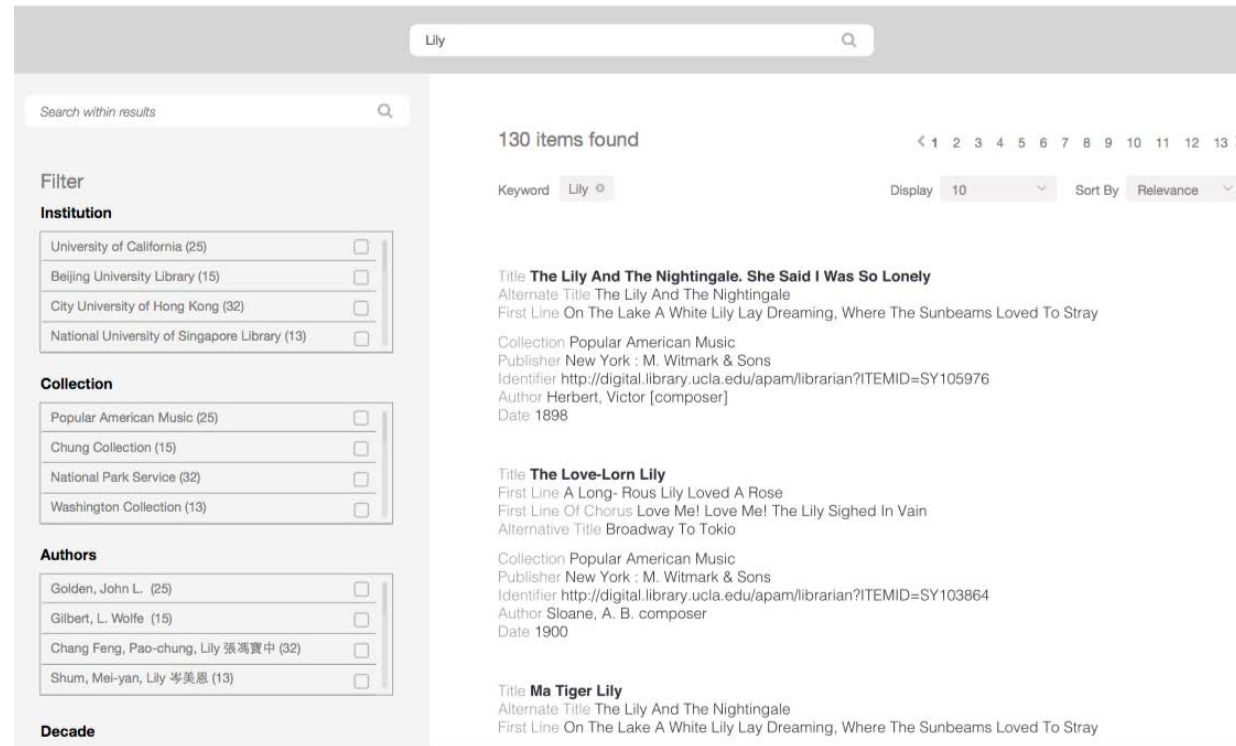 Lily
Search within results
Filter
Institution
University of California (25)
Beijing University Library (15)
City University of Hong Kong (32)
National University of Singapore Library (13)
Collection
Popular American Music (25)
Chung Collection (15)
National Park Service (32)
Washington Collection (13)
Authors
Golden, John L. (25)
Gilbert, L. Wolfe (15)
Chang Feng, Pao-chung, Lily 張馮寶中 (32)
Shum, Mei-yan, Lily 岑美恩 (13)
Decade
130 items found
< 1 2 3 4 5 6 7 8 9 10 11 12 13
Keyword Lily
Display 10 Sort By Relevance
Title The Lily And The Nightingale. She Said I Was So Lonely
Alternate Title The Lily And The Nightingale
First Line On The Lake A White Lily Lay Dreaming, Where The Sunbeams Loved To Stray
Collection Popular American Music
Publisher New York : M. Witmark & Sons
Identifier http://digital.library.ucla.edu/apam/librarian?ITEMID=SY105976
Author Herbert, Victor [composer]
Date 1898
Title The Love-Lorn Lily
First Line A Long- Rous Lily Loved A Rose
First Line Of Chorus Love Me! Love Me! The Lily Sighed In Vain
Alternative Title Broadway To Tokio
Collection Popular American Music
Publisher New York : M. Witmark & Sons
Identifier http://digital.library.ucla.edu/apam/librarian?ITEMID=SY103864
Author Sloane, A. B. composer
Date 1900
Title Ma Tiger Lily
Alternate Title The Lily And The Nightingale
First Line On The Lake A White Lily Lay Dreaming, Where The Sunbeams Loved To Stray